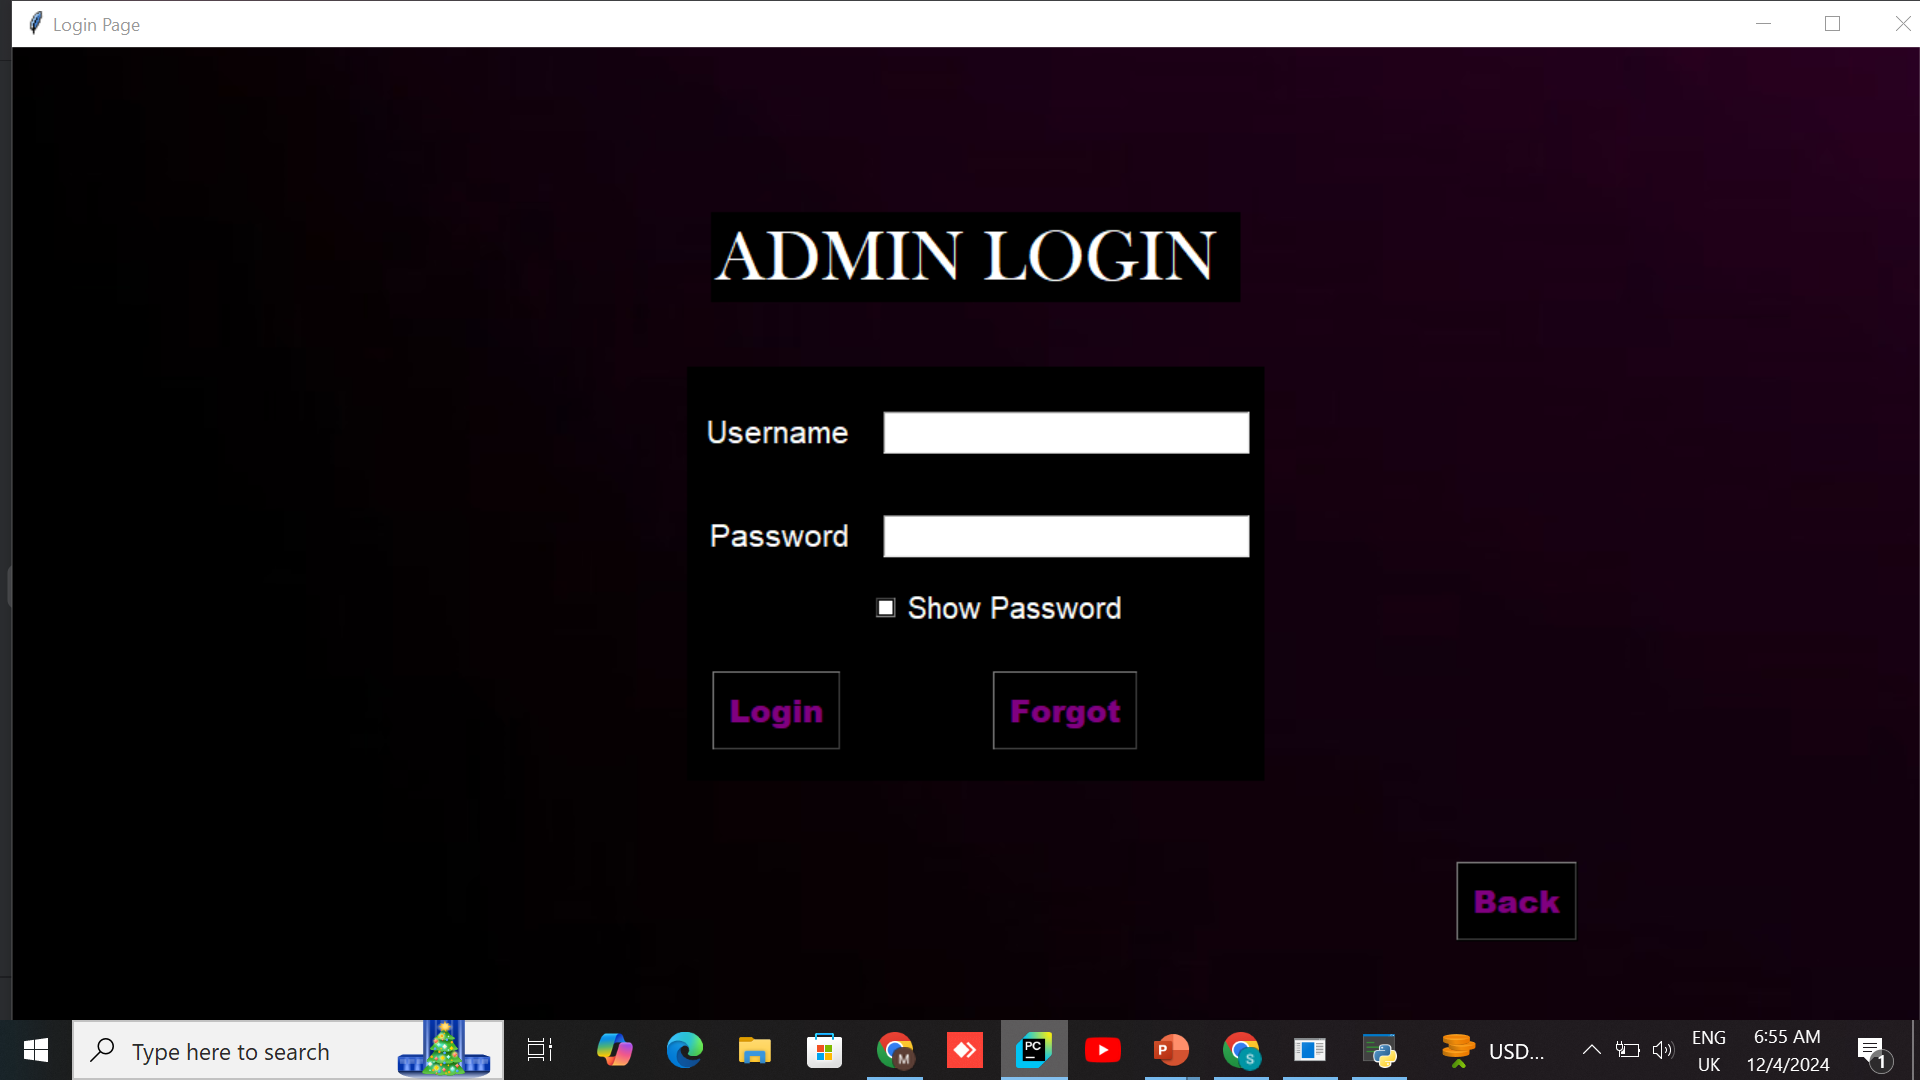 Login Page
ADMIN LOGIN
Username
Password
Show Password
Login Forgot
Back
Type here to search
PC
M
P
S
USD...
ENG
UK
6:55 AM
12/4/2024
1